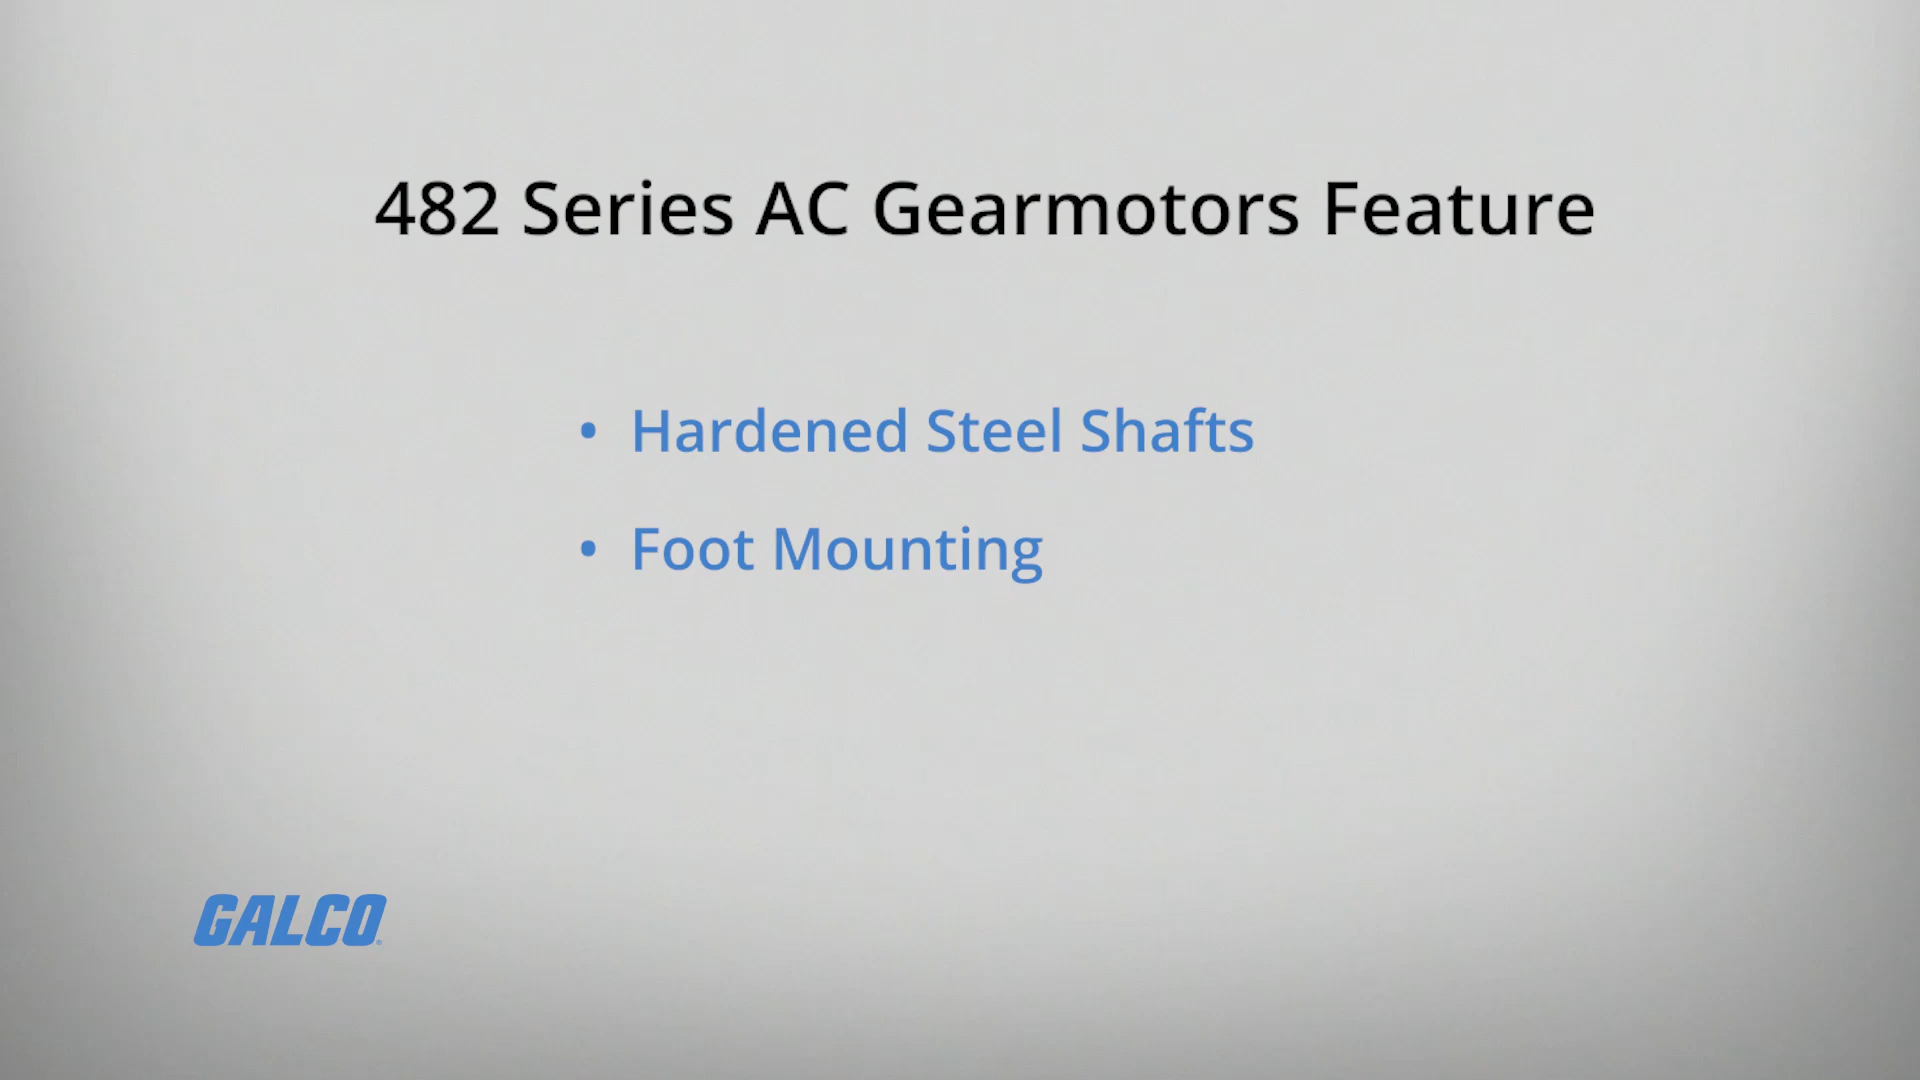 482 Series AC Gearmotors Feature
• Hardened Steel Shafts
• Foot Mounting
GALCO®